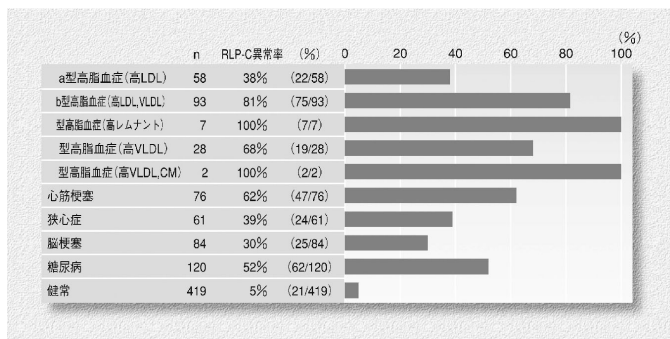 (%)
n RLP-C異常率 (%) 0 20 40 60 80 100
a型高脂血症(高LDL) 58 38% (22/58)
b型高脂血症(高LDL,VLDL) 93 81% (75/93)
型高脂血症(高レムナント) 7 100% (7/7)
型高脂血症(高VLDL) 28 68% (19/28)
型高脂血症(高VLDL,CM) 2 100% (2/2)
心筋梗塞 76 62% (47/76)
狭心症 61 39% (24/61)
脳梗塞 84 30% (25/84)
糖尿病 120 52% (62/120)
健常 419 5% (21/419)